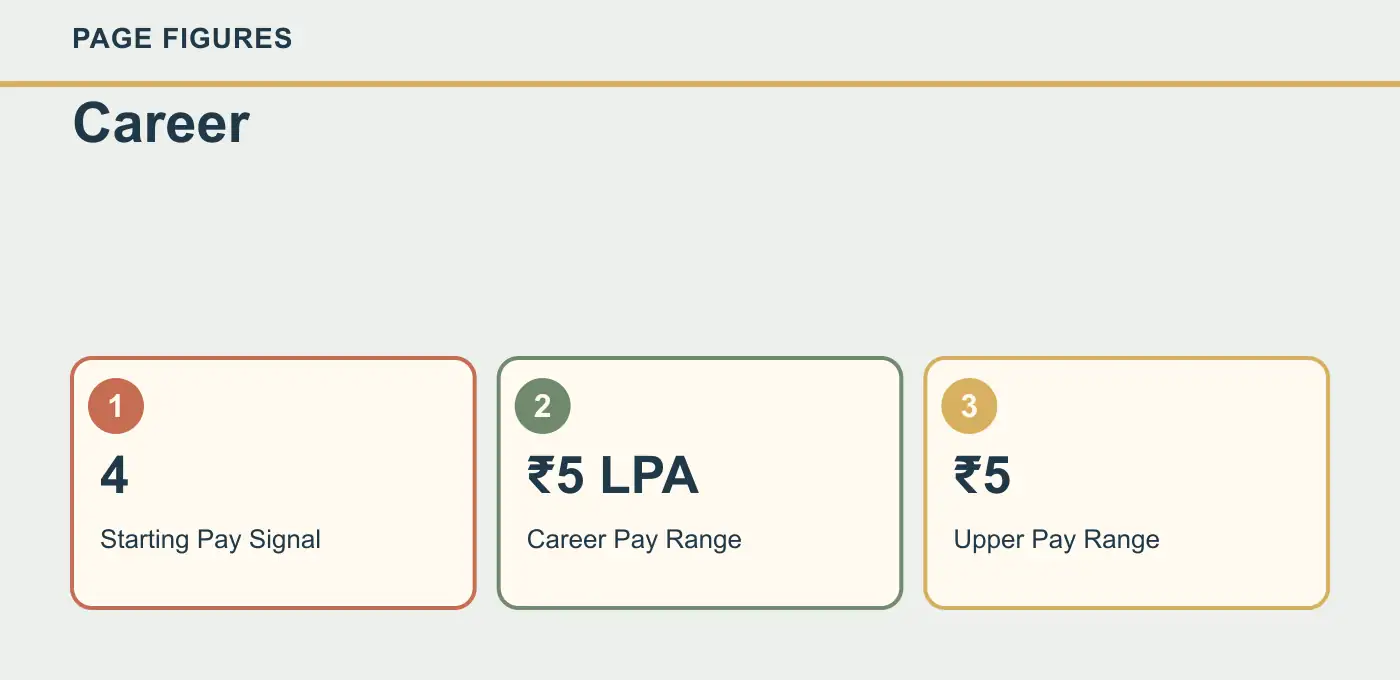 PAGE FIGURES
Career
1
4
Starting Pay Signal
2
₹5 LPA
Career Pay Range
3
₹5
Upper Pay Range